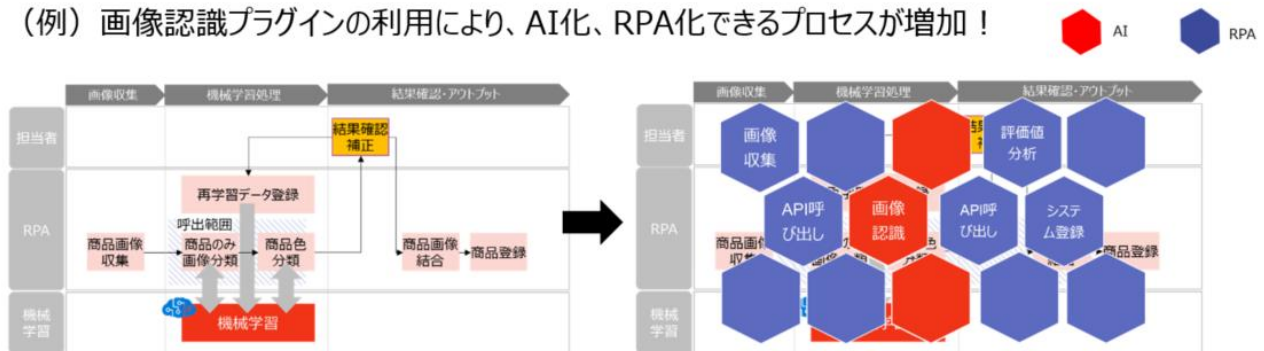 （例）画像認識プラグインの利用により、AI化、RPA化できるプロセスが増加！
AI
RPA
画像収集
機械学習処理
結果確認・アウトプット
担当者
結果確認
補正
RPA
再学習データ登録
呼出範囲
商品画像
収集
商品のみ
画像分類
商品色
分類
商品画像
結合
商品登録
機械
学習
機械学習
画像収集
機械学習処理
結果確認・アウトプット
担当者
画像
収集
評価値
分析
RPA
API呼
び出し
画像
認識
API呼
び出し
システ
ム登録
商品登録
機械
学習